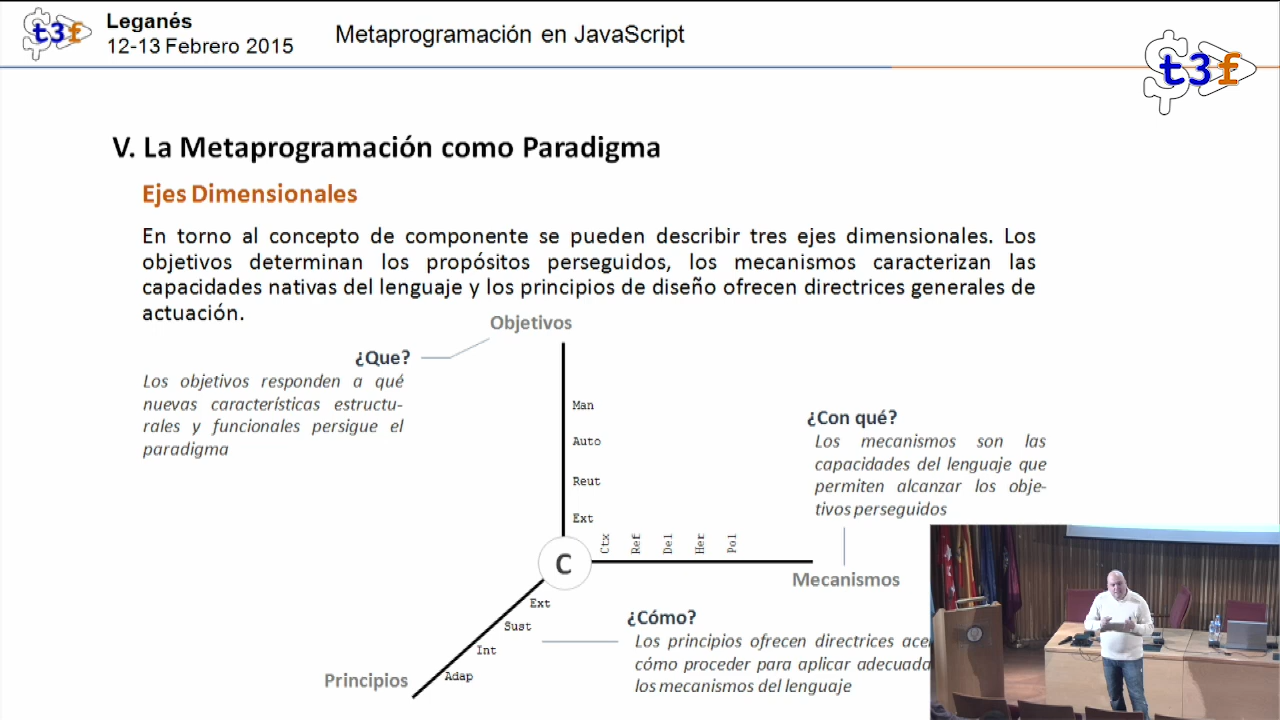 t3f
Leganés
12-13 Febrero 2015
Metaprogramación en JavaScript
t3f
V. La Metaprogramación como Paradigma
Ejes Dimensionales
En torno al concepto de componente se pueden describir tres ejes dimensionales. Los
objetivos determinan los propósitos perseguidos, los mecanismos caracterizan las
capacidades nativas del lenguaje y los principios de diseño ofrecen directrices generales de
actuación.
Objetivos
¿Que?
Los objetivos responden a qué
nuevas características estructu-
rales y funcionales persigue el
paradigma
Man
Auto
Reut
Ext
¿Con qué?
Los mecanismos son las
capacidades del lenguaje que
permiten alcanzar los obje-
tivos perseguidos
Ctx
Ref
Del
Her
Pol
C
Mecanismos
Ext
Sust
Int
Adap
Principios
¿Cómo?
Los principios ofrecen directrices
cómo proceder para aplicar
los mecanismos del lenguaje